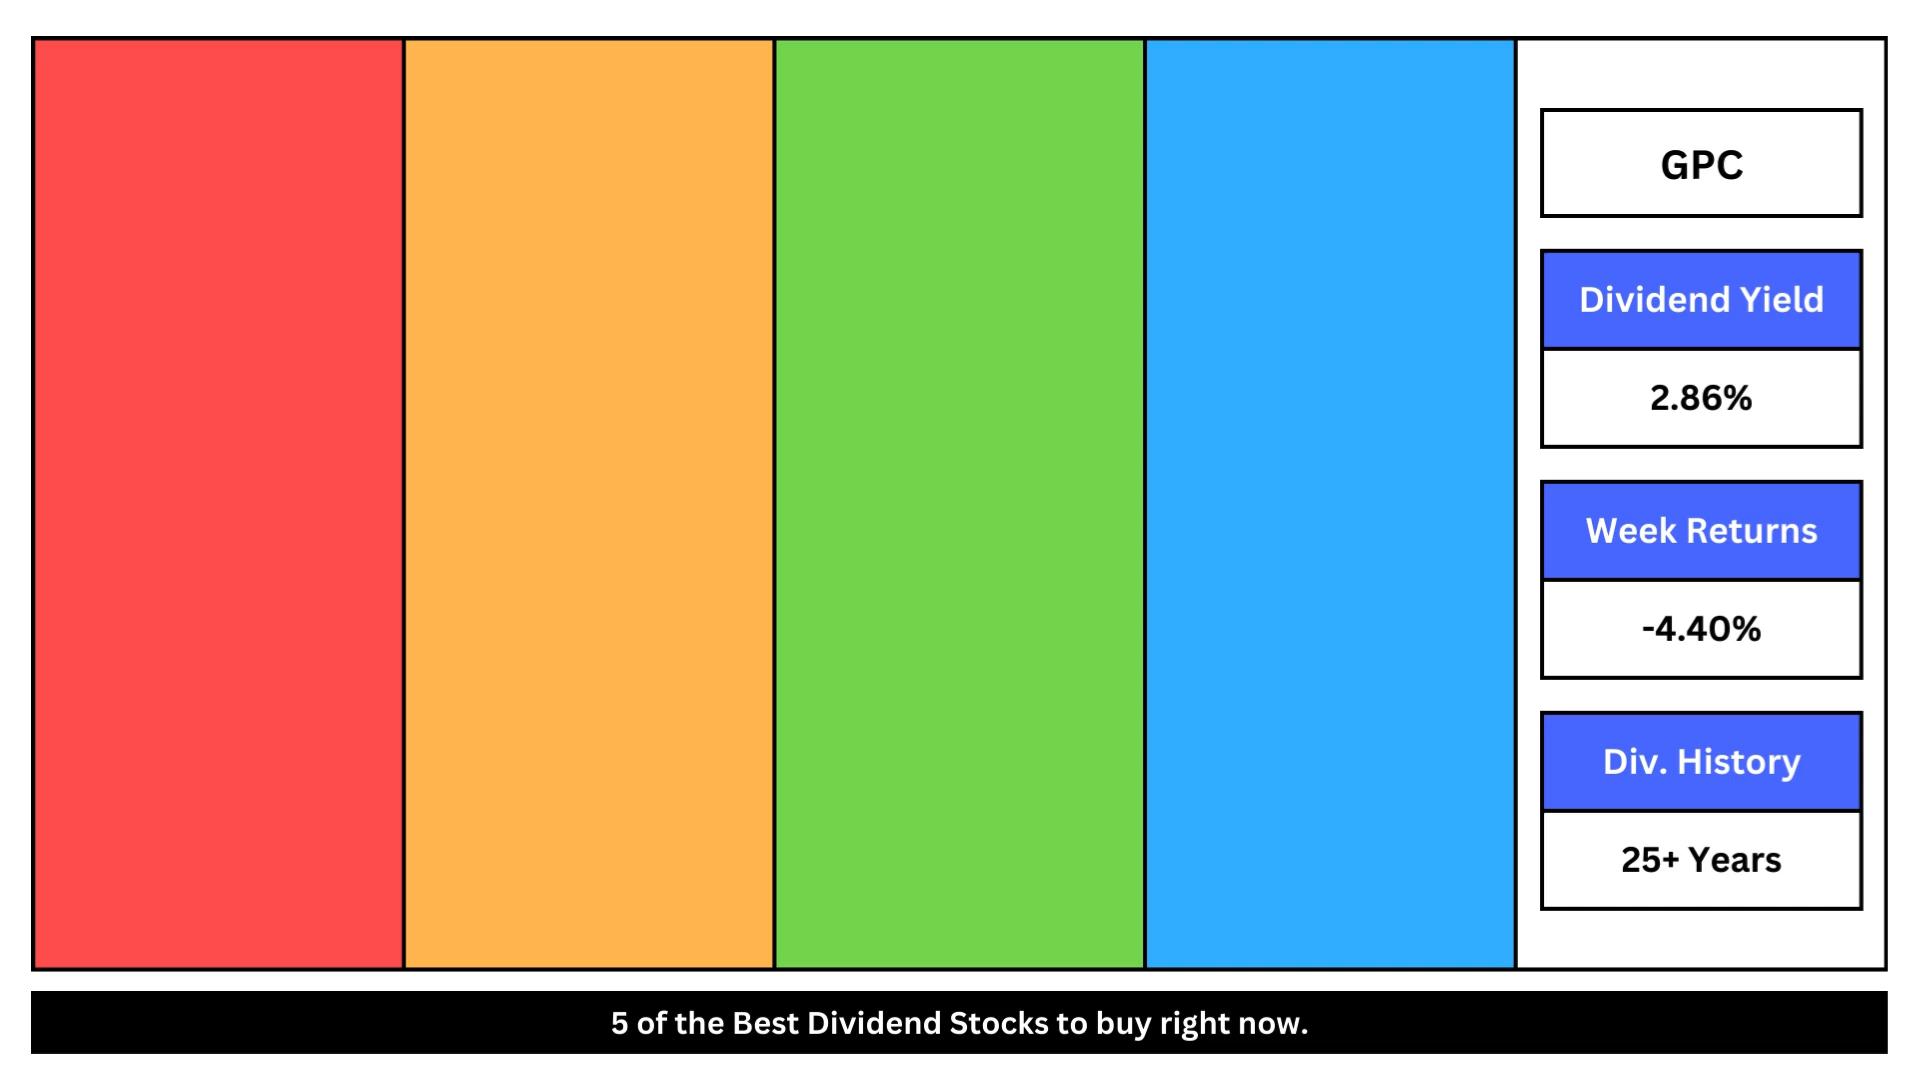 GPC
Dividend Yield
2.86%
Week Returns
-4.40%
Div. History
25+ Years
5 of the Best Dividend Stocks to buy right now.